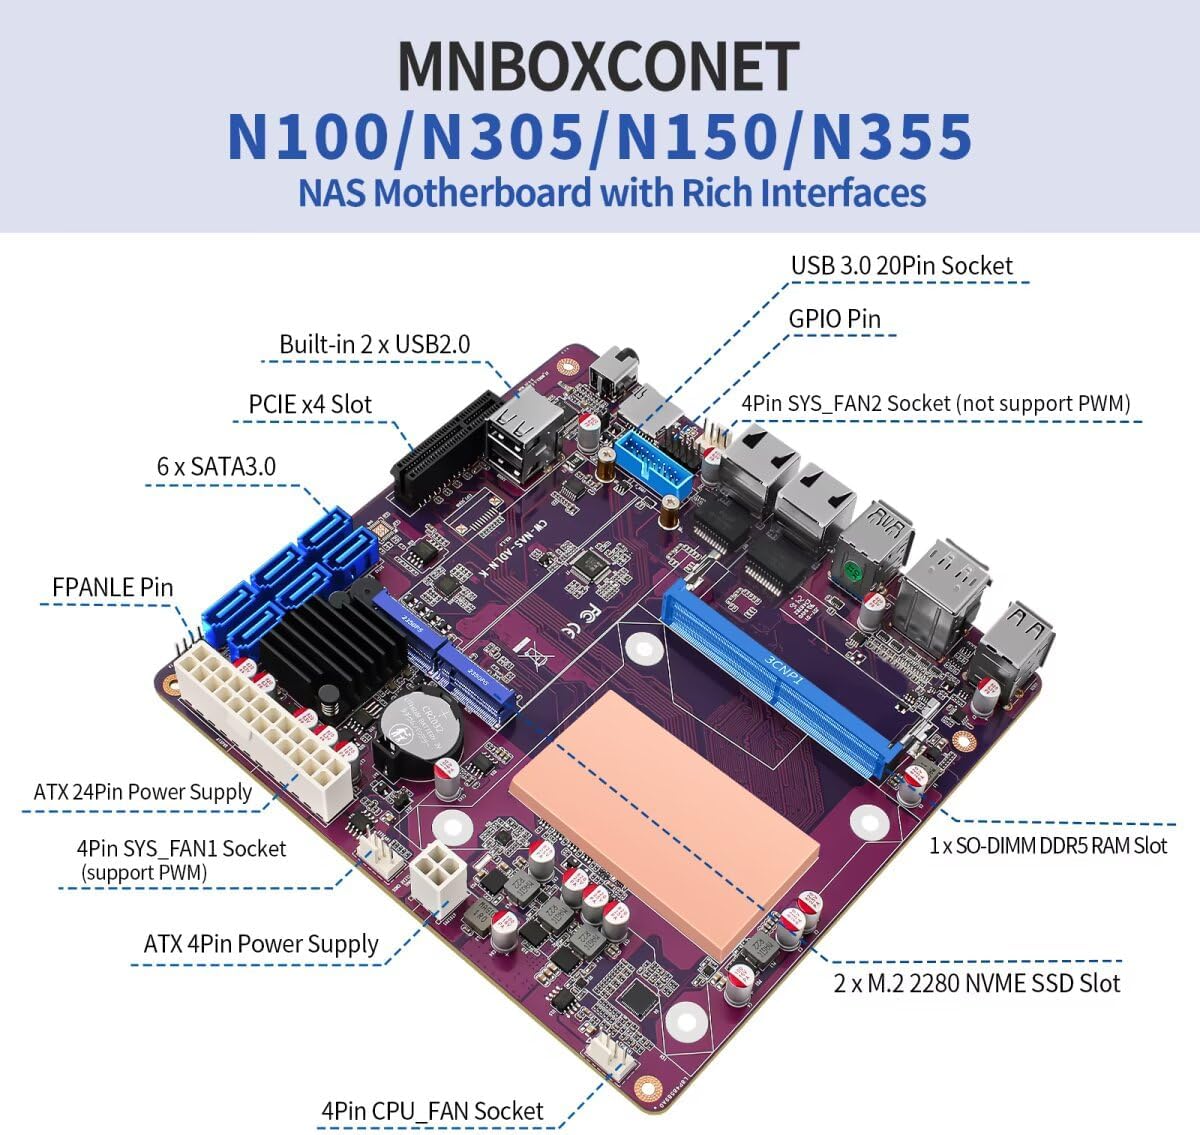 MNBOXCONET
N100/N305/N150/N355
NAS Motherboard with Rich Interfaces
USB 3.0 20Pin Socket
GPIO Pin
Built-in 2 x USB2.0
PCIE x4 Slot
4Pin SYS_FAN2 Socket (not support PWM)
6 x SATA3.0
CW-NAS-ADLN-K
FPANLE Pin
FC CE
3CNP1
CR2032
ATX 24Pin Power Supply
4Pin SYS_FAN1 Socket
(support PWM)
1 x SO-DIMM DDR5 RAM Slot
ATX 4Pin Power Supply
2 x M.2 2280 NVME SSD Slot
4Pin CPU_FAN Socket